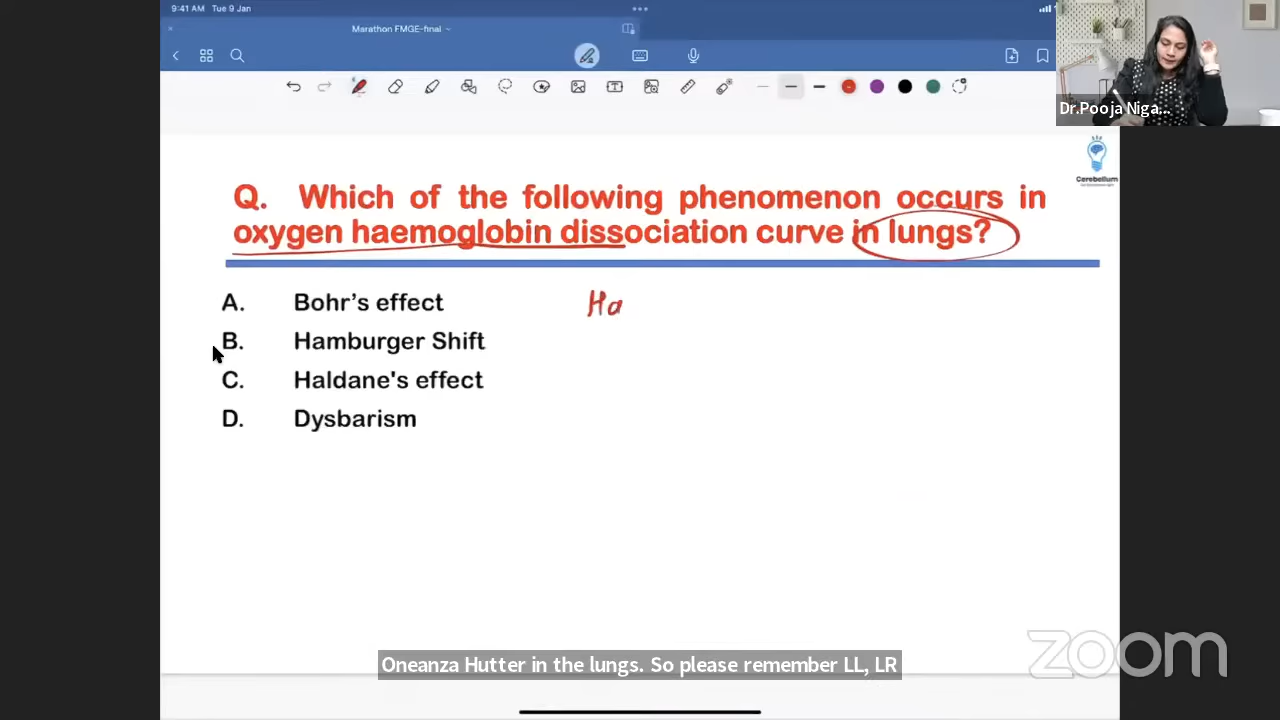 9:41 AM Tue 9 Jan
Marathon FMGE-final
Dr.Pooja Niga...
Cerebellum
Q. Which of the following phenomenon occurs in
oxygen haemoglobin dissociation curve in lungs?
A. Bohr's effect
Ha
B. Hamburger Shift
C. Haldane's effect
D. Dysbarism
Oneanza Hutter in the lungs. So please remember LL, LR
zoom